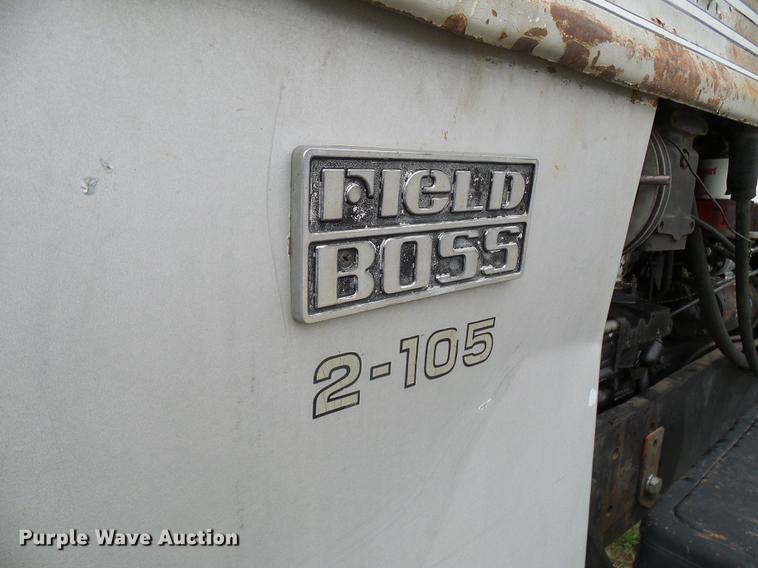 FIELD
BOSS
2-105
Purple Wave Auction